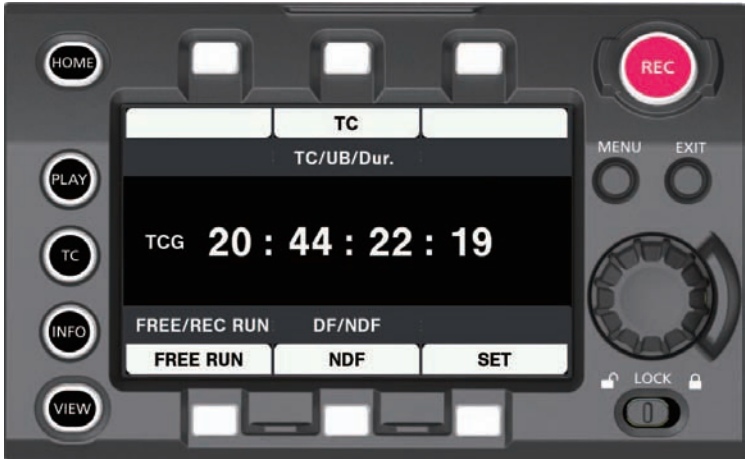 HOME
REC
TC
TC/UB/Dur.
MENU EXIT
PLAY
TCG 20 : 44 : 22 : 19
TC
INFO
FREE/REC RUN DF/NDF
FREE RUN NDF SET
LOCK
VIEW